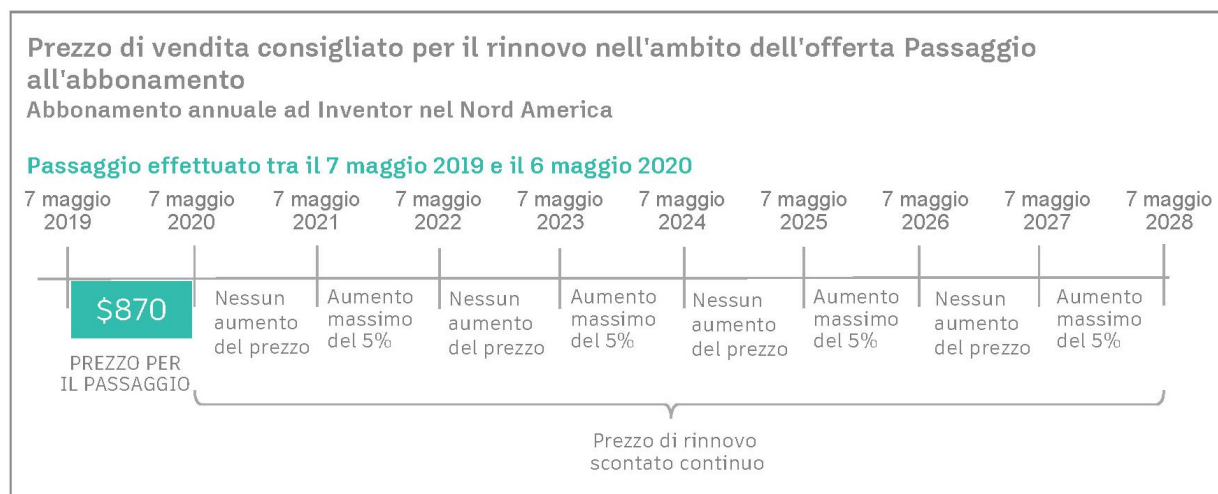 Prezzo di vendita consigliato per il rinnovo nell'ambito dell'offerta Passaggio
all'abbonamento
Abbonamento annuale ad Inventor nel Nord America
Passaggio effettuato tra il 7 maggio 2019 e il 6 maggio 2020
7 maggio 7 maggio 7 maggio 7 maggio 7 maggio 7 maggio 7 maggio 7 maggio 7 maggio 7 maggio
2019 2020 2021 2022 2023 2024 2025 2026 2027 2028
$870
PREZZO PER
IL PASSAGGIO
Nessun
aumento
del prezzo
Aumento
massimo
del 5%
Nessun
aumento
del prezzo
Aumento
massimo
del 5%
Nessun
aumento
del prezzo
Aumento
massimo
del 5%
Nessun
aumento
del prezzo
Aumento
massimo
del 5%
Prezzo di rinnovo
scontato continuo